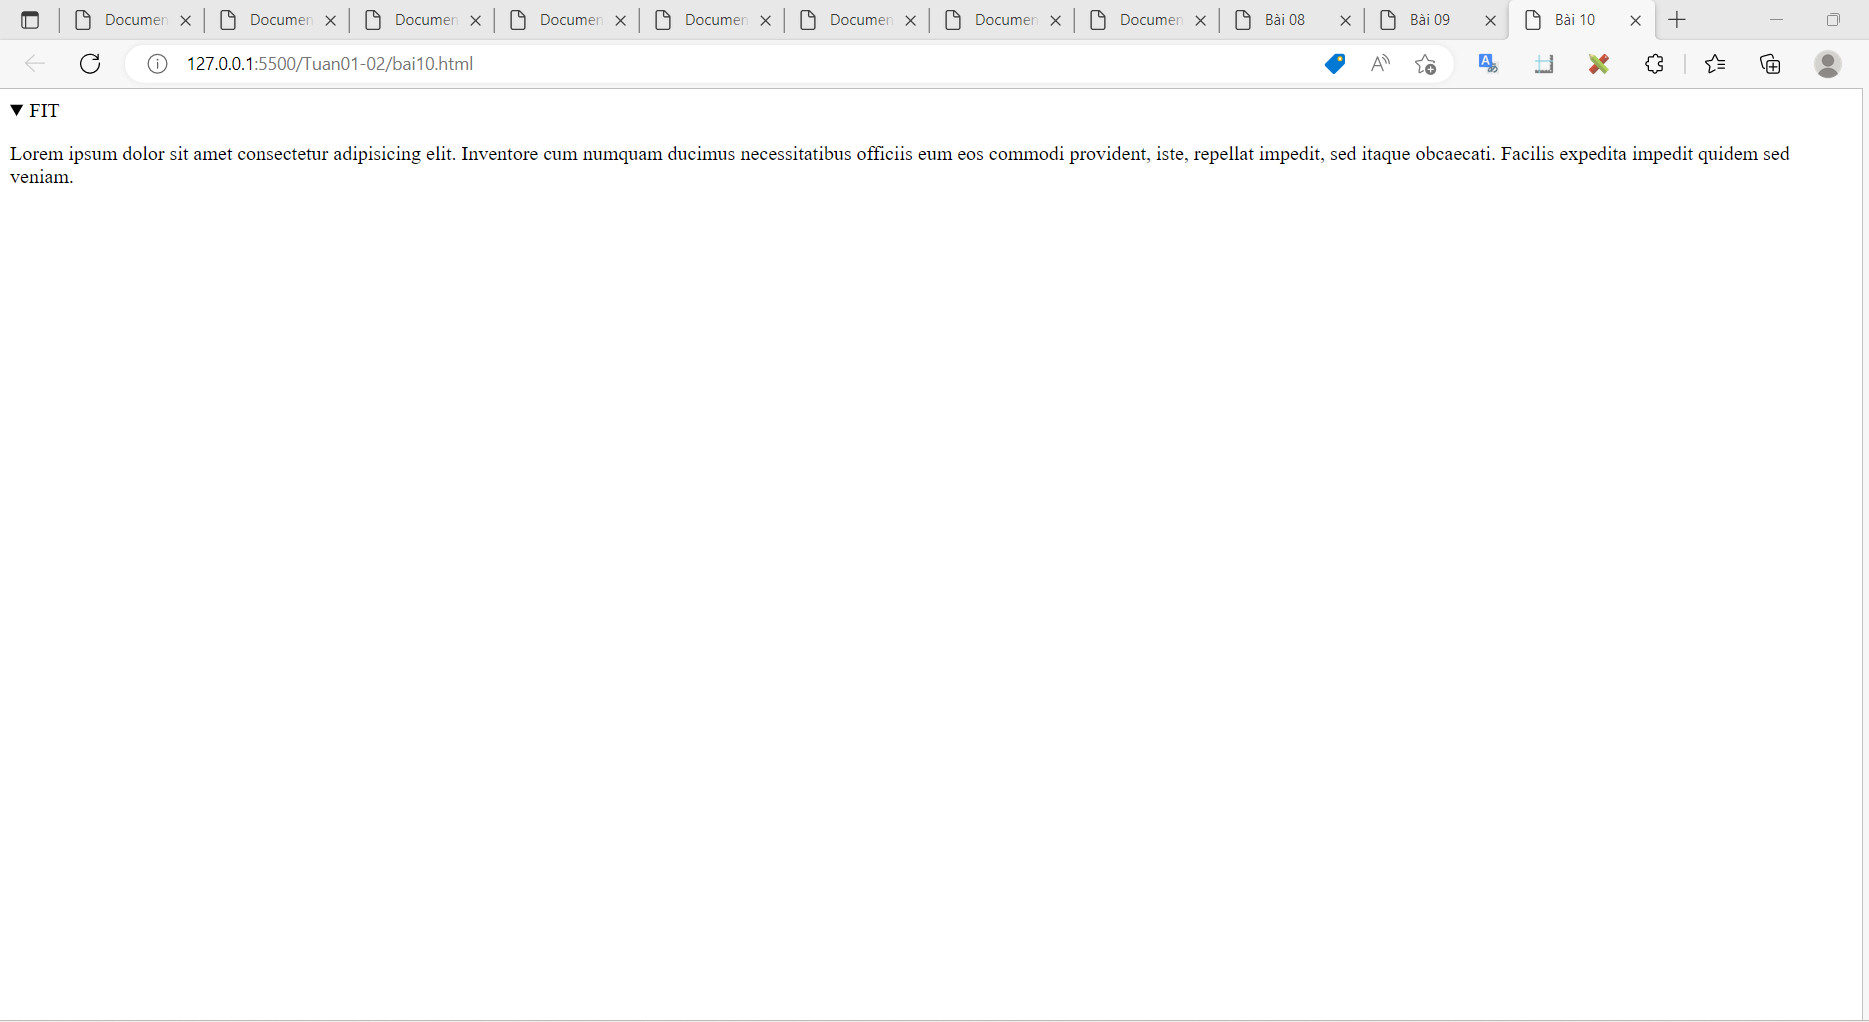 Documen Documen Documen Documen Documen Documen Documen Documen Bài 08 Bài 09 Bài 10
127.0.0.1:5500/Tuan01-02/bai10.html
FIT
Lorem ipsum dolor sit amet consectetur adipisicing elit. Inventore cum numquam ducimus necessitatibus officiis eum eos commodi provident, iste, repellat impedit, sed itaque obcaecati. Facilis expedita impedit quidem sed
veniam.